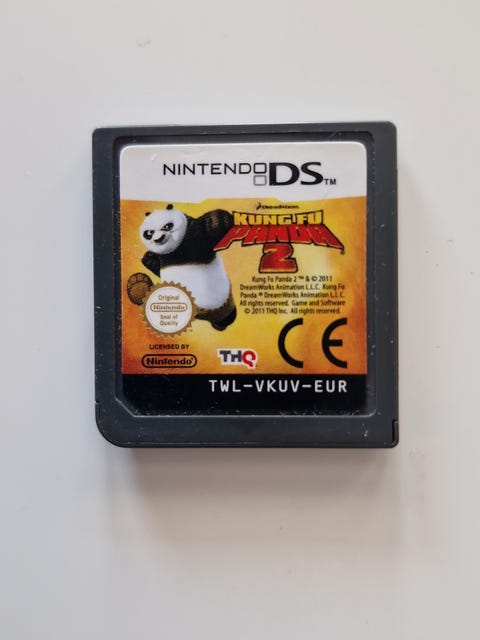 NINTENDO DS™
DreamWorks
KUNG FU
PANDA
2
Kung Fu Panda 2 ™ & © 2011
DreamWorks Animation L.L.C. Kung Fu
Panda ® DreamWorks Animation L.L.C.
All rights reserved. Game and Software
© 2011 THQ Inc. All rights reserved.
Original
Nintendo
Seal of
Quality
LICENSED BY
Nintendo
THQ
CE
TWL-VKUV-EUR